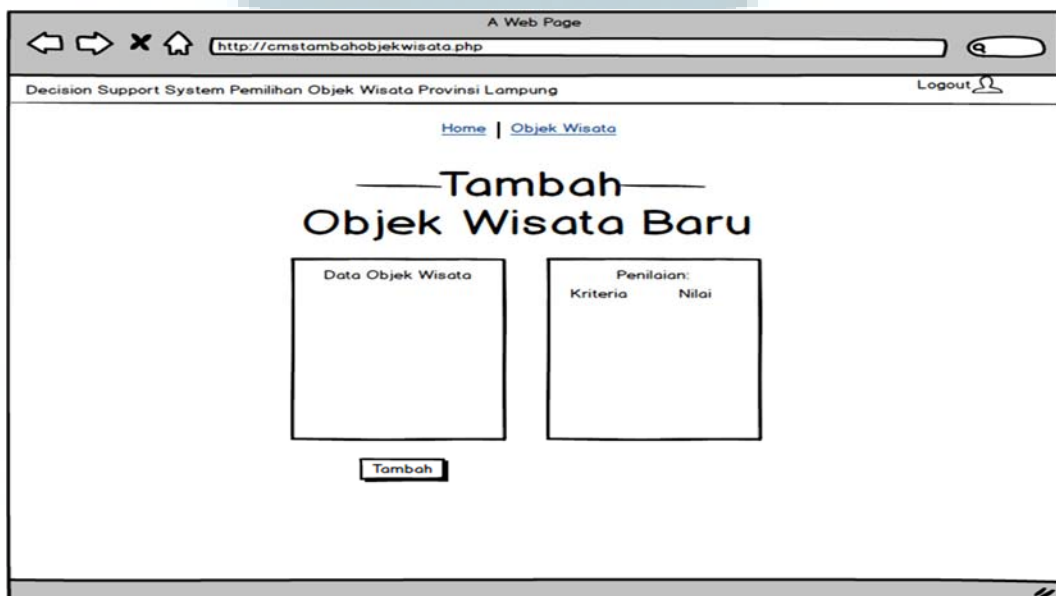 A Web Page
http://cmstambahobjekwisata.php
Decision Support System Pemilihan Objek Wisata Provinsi Lampung
Logout
Home | Objek Wisata
Tambah
Objek Wisata Baru
Data Objek Wisata
Penilaian:
Kriteria Nilai
Tambah